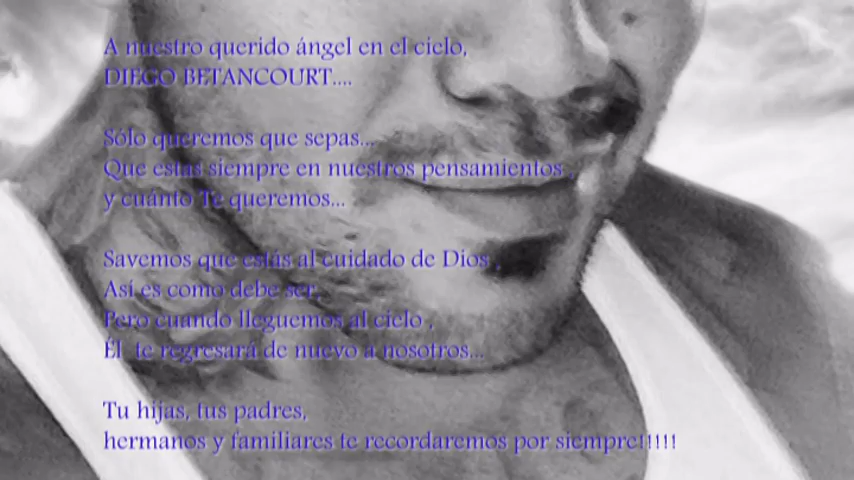 A nuestro querido ángel en el cielo,
DIEGO BETANCOURT....
Sólo queremos que sepas...
Que estas siempre en nuestros pensamientos ,
y cuánto Te queremos...
Savemos que estás al cuidado de Dios ,
Así es como debe ser,
Pero cuando lleguemos al cielo ,
Él te regresará de nuevo a nosotros...
Tu hijas, tus padres,
hermanos y familiares te recordaremos por siempre!!!!!